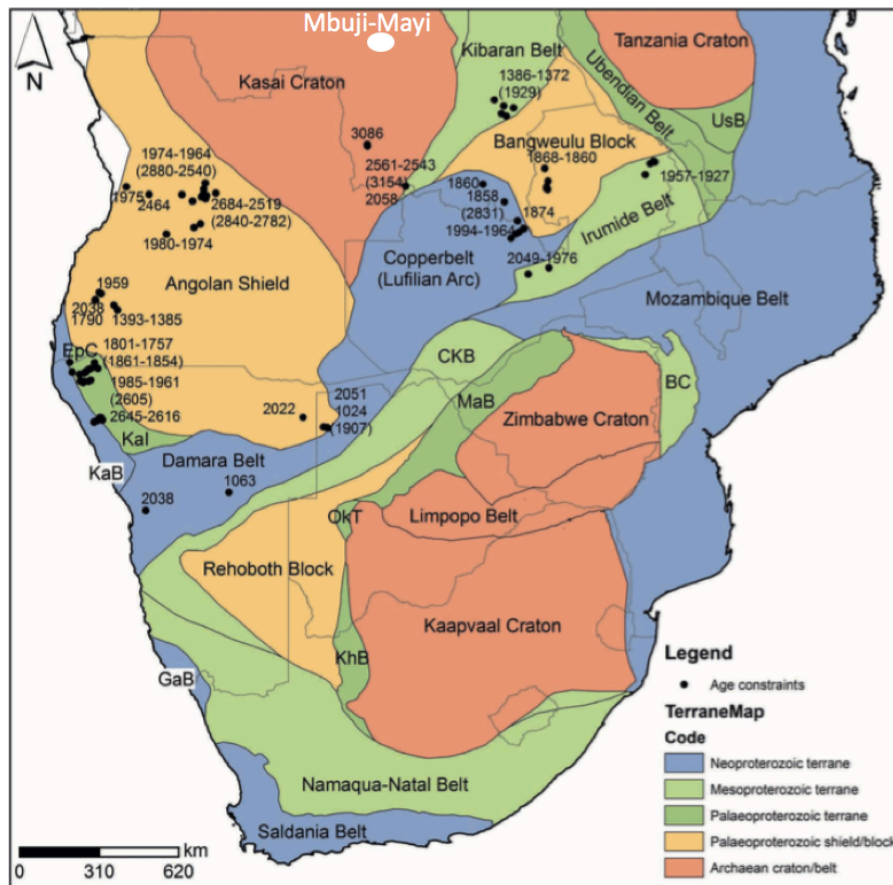 Mbuji-Mayi
N
Kasai Craton
Kibaran Belt
Tanzania Craton
1386-1372
(1929)
Ubendian Belt
UsB
3086
Bangweulu Block
1868-1860
1974-1964
(2880-2540)
1975
2464
2684-2519
(2840-2782)
1980-1974
2561-2543
(3154)
2058
1860
1858
(2831)
1874
1994-1964
1957-1927
Irumide Belt
2049-1976
Copperbelt
(Lufilian Arc)
Angolan Shield
Mozambique Belt
1959
2038
1790
1393-1385
EpC
1801-1757
(1861-1854)
1985-1961
(2605)
2645-2616
KaI
CKB
MaB
BC
Zimbabwe Craton
2022
2051
1024
(1907)
KaB
Damara Belt
1063
2038
OkT
Limpopo Belt
Rehoboth Block
Kaapvaal Craton
KhB
GaB
Namaqua-Natal Belt
Saldania Belt
km
0 310 620
Legend
Age constraints
TerraneMap
Code
Neoproterozoic terrane
Mesoproterozoic terrane
Palaeoproterozoic terrane
Palaeoproterozoic shield/block
Archaean craton/belt